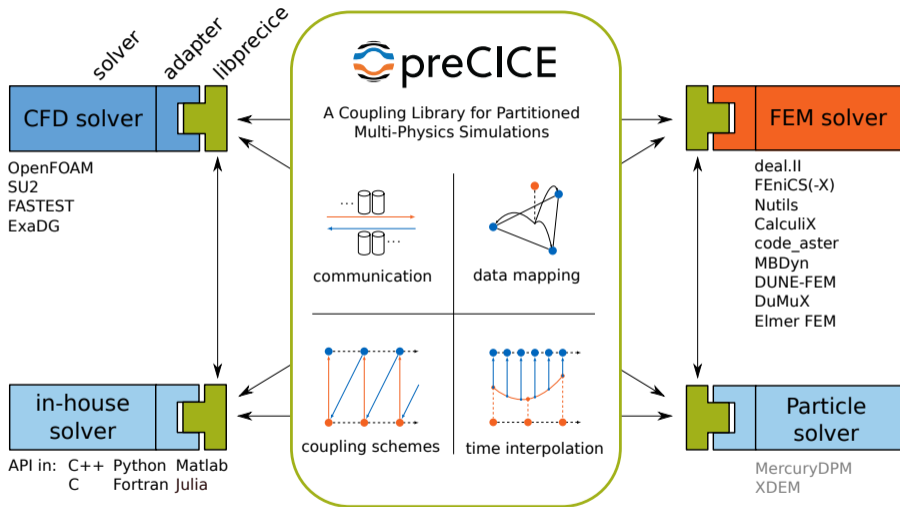 solver
adapter
libprecice
CFD solver
OpenFOAM
SU2
FASTEST
ExaDG
preCICE
A Coupling Library for Partitioned
Multi-Physics Simulations
...
...
communication
data mapping
coupling schemes
time interpolation
FEM solver
deal.II
FEniCS(-X)
Nutils
CalculiX
code_aster
MBDyn
DUNE-FEM
DuMuX
Elmer FEM
in-house
solver
API in: C++ Python Matlab
C Fortran Julia
Particle
solver
MercuryDPM
XDEM